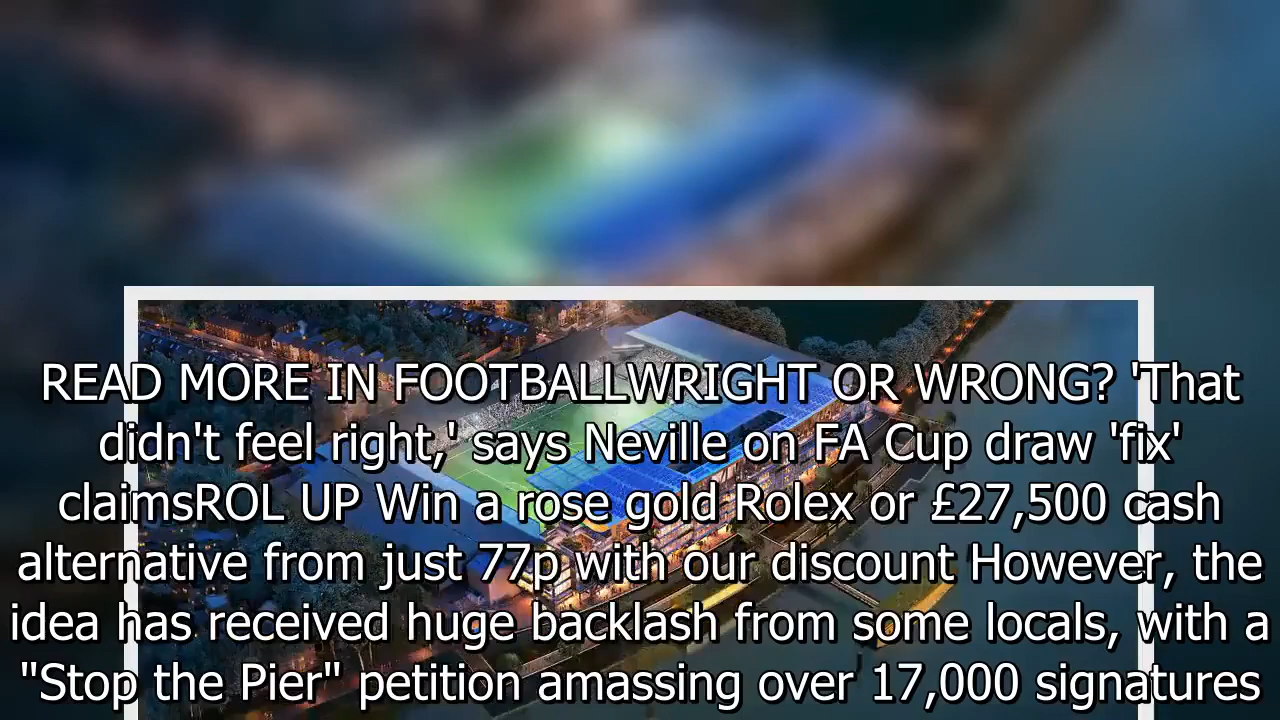 READ MORE IN FOOTBALLWRIGHT OR WRONG? 'That
didn't feel right,' says Neville on FA Cup draw 'fix'
claimsROL UP Win a rose gold Rolex or £27,500 cash
alternative from just 77p with our discount However, the
idea has received huge backlash from some locals, with a
"Stop the Pier" petition amassing over 17,000 signatures